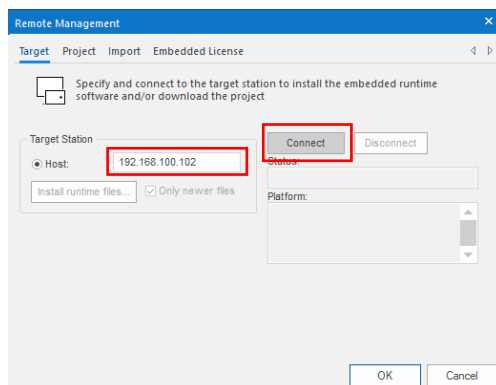 Remote Management
Target Project Import Embedded License
Specify and connect to the target station to install the embedded runtime
software and/or download the project
Target Station
Host: 192.168.100.102
Install runtime files... Only newer files
Connect Disconnect
Status:
Platform:
OK Cancel